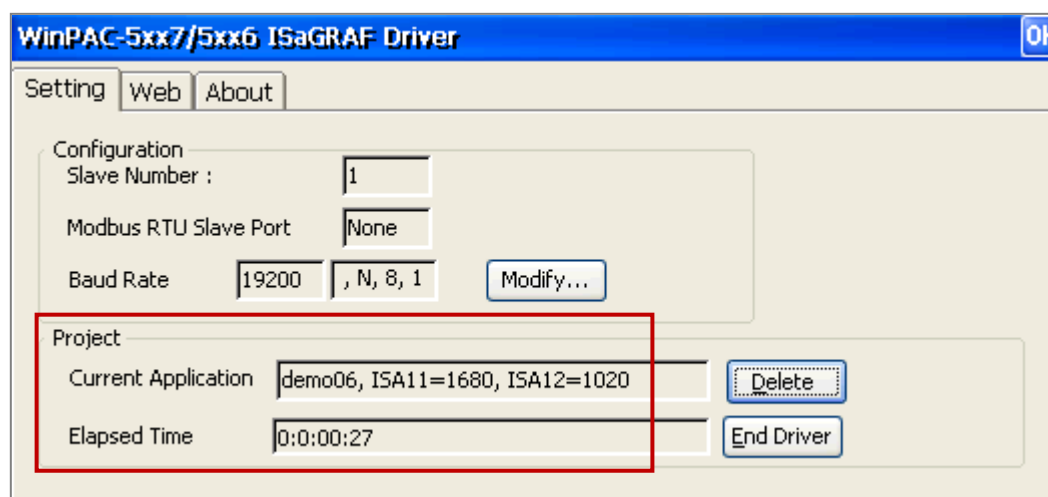 WinPAC-5xx7/5xx6 ISaGRAF Driver OK
Setting Web About
Configuration
Slave Number : 1
Modbus RTU Slave Port None
Baud Rate 19200 , N, 8, 1 Modify...
Project
Current Application demo06, ISA11=1680, ISA12=1020 Delete
Elapsed Time 0:0:00:27 End Driver